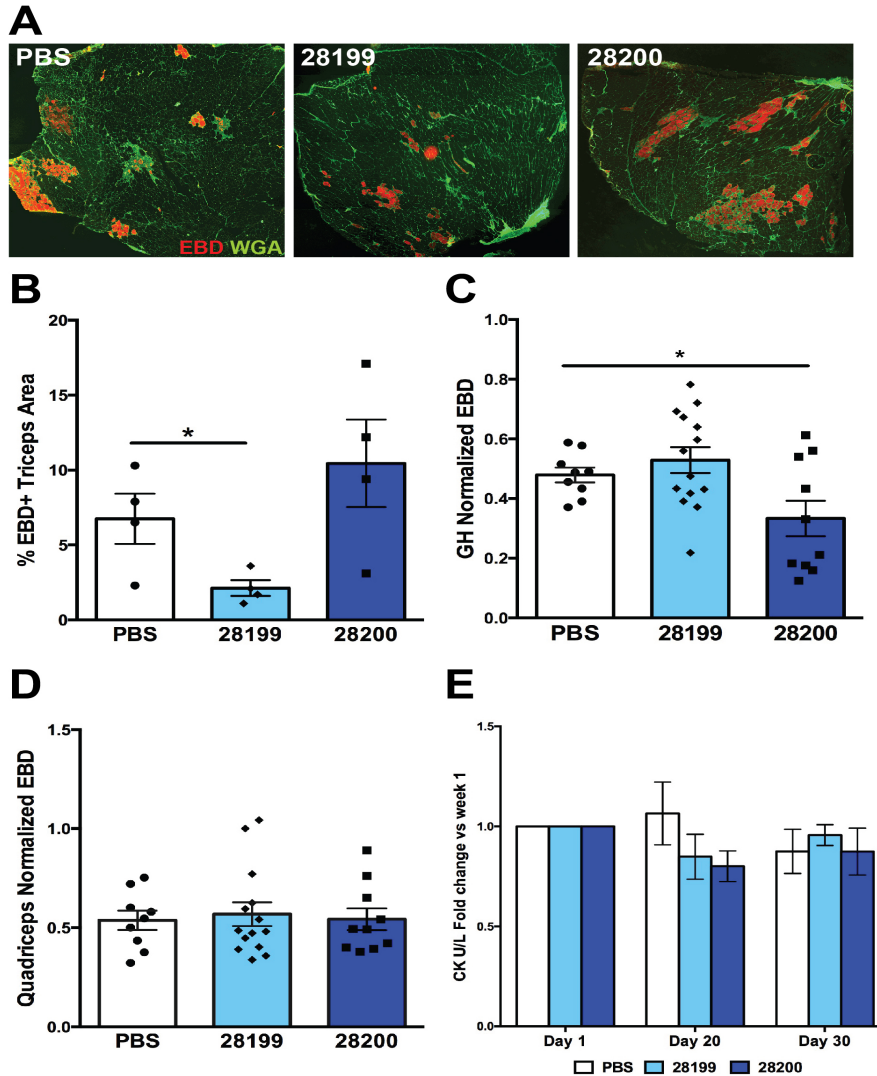 A
PBS
28199
28200
EBD WGA
B
% EBD+ Triceps Area
20
15
10
5
0
*
PBS
28199
28200
C
GH Normalized EBD
1.0
0.8
0.6
0.4
0.2
0.0
*
PBS
28199
28200
D
Quadriceps Normalized EBD
1.5
1.0
0.5
0.0
PBS
28199
28200
E
CK U/L Fold change vs week 1
1.5
1.0
0.5
0.0
Day 1
Day 20
Day 30
PBS
28199
28200